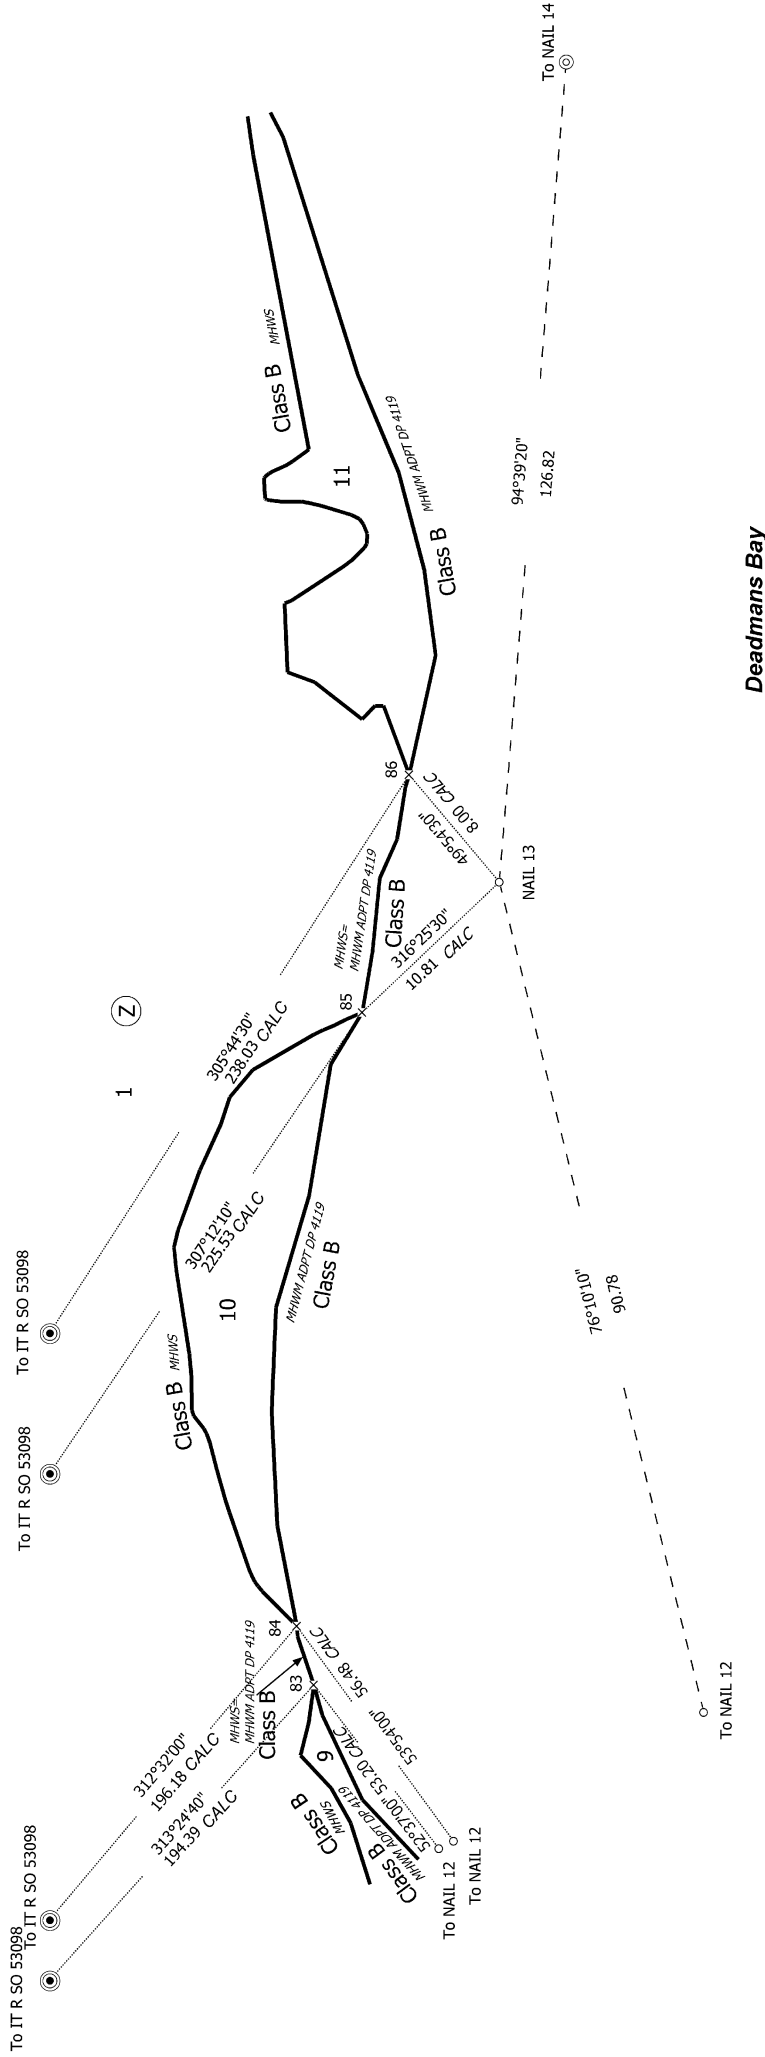 To NAIL 14
MHWS
Class B
11
MHWM ADPT DP 4119
Class B
94°39'20"
126.82
Deadmans Bay
86
8.00 CALC
49°54'30"
NAIL 13
MHWS=
MHWM ADPT DP 4119
Class B
316°25'30"
10.81 CALC
85
Z
1
305°44'30"
238.03 CALC
307°12'10"
225.53 CALC
To IT R SO 53098
To IT R SO 53098
10
MHWM ADPT DP 4119
Class B
Class B
MHWS
76°10'10"
90.78
84
83
MHWS=
MHWM ADPT DP 4119
Class B
56.48 CALC
53°54'00"
312°32'00"
196.18 CALC
313°24'40"
194.39 CALC
9
52°37'00" 53.20 CALC
Class B
MHWS
MHWM ADPT DP 4119
Class B
MHWM ADPT DP 4119
To NAIL 12
To NAIL 12
To NAIL 12
To IT R SO 53098
To IT R SO 53098